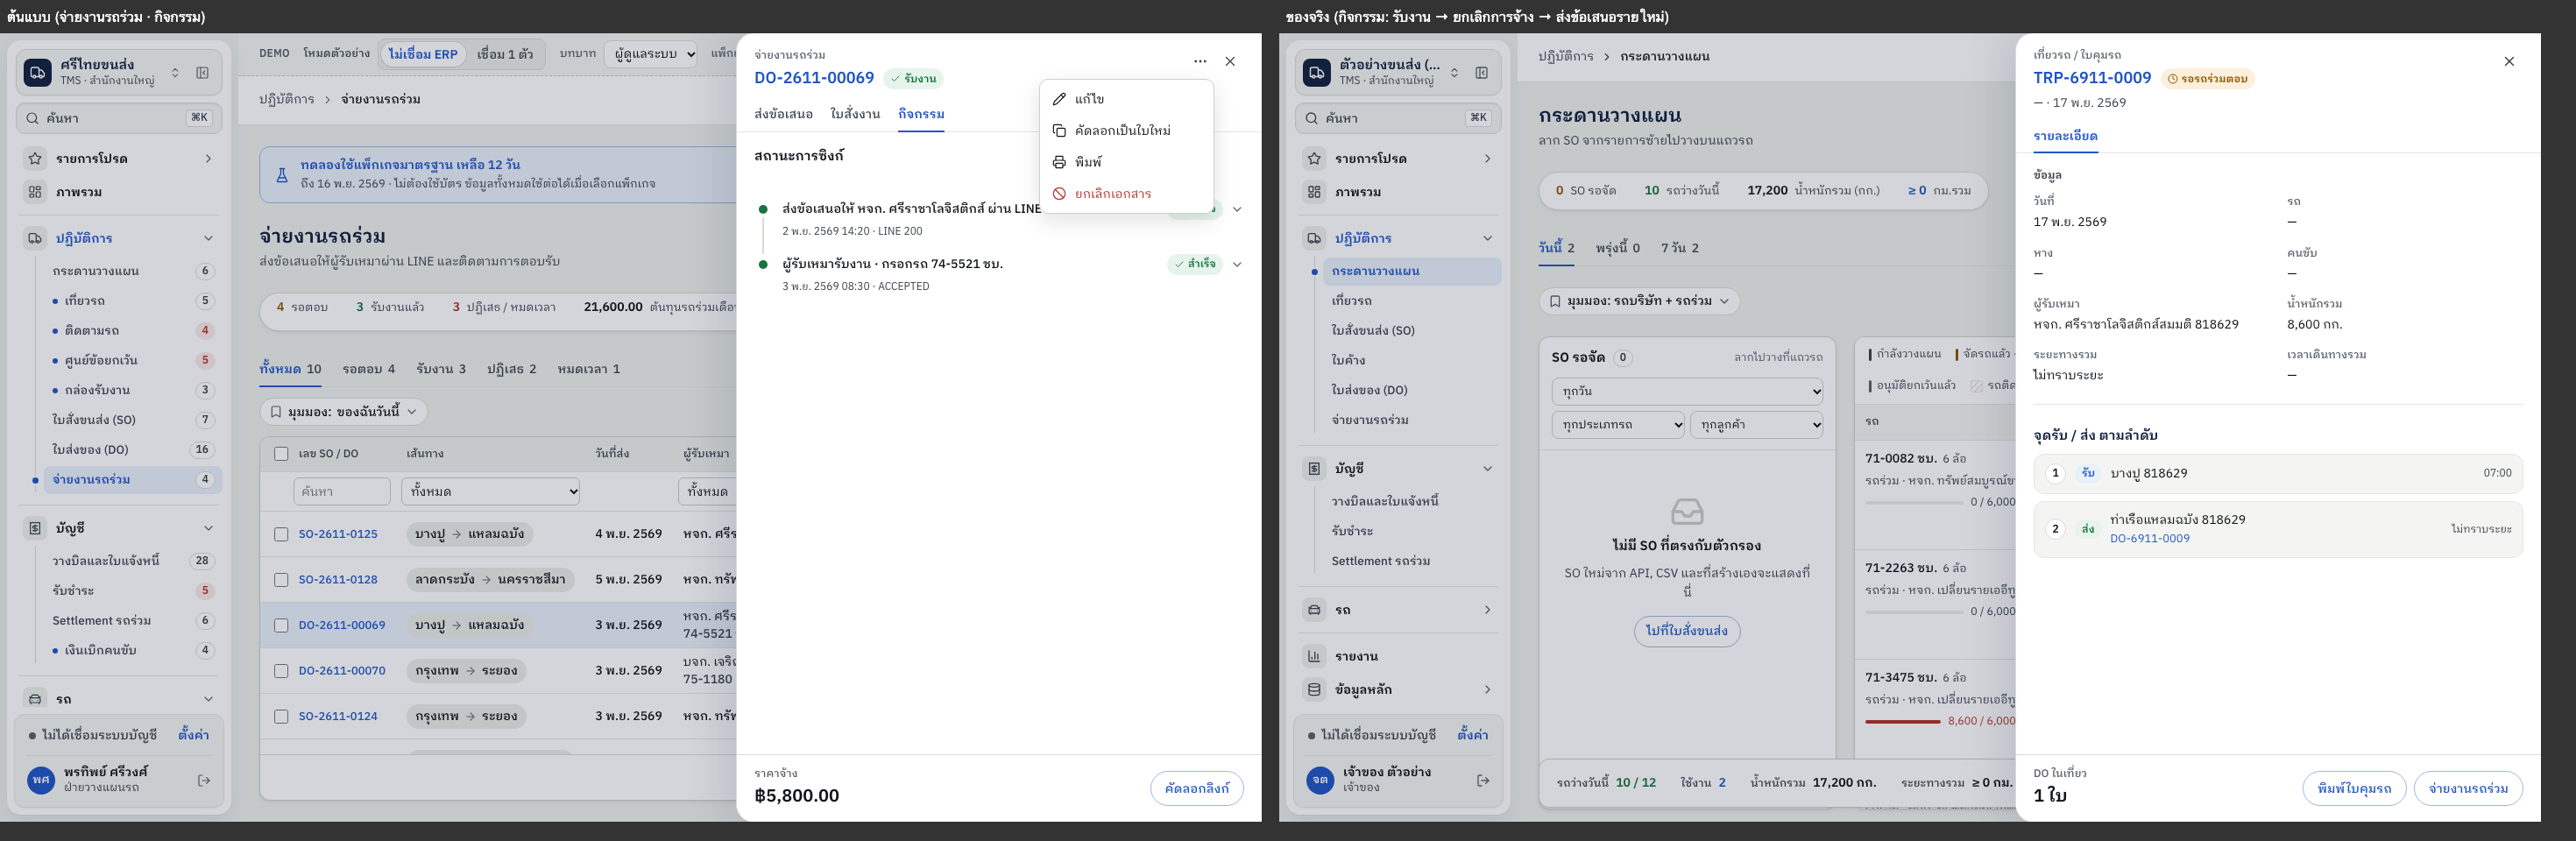 ต้นแบบ (จ่ายงานรถร่วม · กิจกรรม)
ศรีไทยขนส่ง
TMS · สำนักงานใหญ่
ค้นหา
⌘K
รายการโปรด
ภาพรวม
ปฏิบัติการ
กระดานวางแผน 6
เที่ยวรถ 5
ติดตามรถ 4
ศูนย์ข้อยกเว้น 5
กล่องรับงาน 3
ใบสั่งขนส่ง (SO) 7
ใบส่งของ (DO) 16
จ่ายงานรถร่วม 4
บัญชี
วางบิลและใบแจ้งหนี้ 28
รับชำระ 5
Settlement รถร่วม 6
เงินเบิกคนขับ 4
รถ
ไม่ได้เชื่อมระบบบัญชี ตั้งค่า
พศ
พรทิพย์ ศรีวงศ์
ฝ่ายวางแผนรถ
DEMO โหมดตัวอย่าง ไม่เชื่อม ERP เชื่อม 1 ตัว บทบาท ผู้ดูแลระบบ
ปฏิบัติการ > จ่ายงานรถร่วม
ทดลองใช้แพ็กเกจมาตรฐาน เหลือ 12 วัน
ถึง 16 พ.ย. 2569 · ไม่ต้องใช้บัตร ข้อมูลทั้งหมดใช้ต่อได้เมื่อเลือกแพ็กเกจ
จ่ายงานรถร่วม
ส่งข้อเสนอให้ผู้รับเหมาผ่าน LINE และติดตามการตอบรับ
4 รอตอบ 3 รับงานแล้ว 3 ปฏิเสธ / หมดเวลา 21,600.00
ทั้งหมด 10 รอตอบ 4 รับงาน 3 ปฏิเสธ 2 หมดเวลา 1
มุมมอง: ของฉันวันนี้
เลข SO / DO เส้นทาง วันที่ส่ง ผู้รับเหมา
ค้นหา ทั้งหมด ทั้งหมด
SO-2611-0125 บางปู → แหลมฉบัง 4 พ.ย. 2569 หจก. ศรีร
SO-2611-0128 ลาดกระบัง → นครราชสีมา 5 พ.ย. 2569 หจก. ทรัพ
DO-2611-00069 บางปู → แหลมฉบัง 3 พ.ย. 2569 หจก. ศรีร
74-5521
DO-2611-00070 กรุงเทพ → ระยอง 3 พ.ย. 2569 บจก. เจริญ
75-1180
SO-2611-0124 กรุงเทพ → ระยอง 3 พ.ย. 2569 หจก. ทรัพ
จ่ายงานรถร่วม
DO-2611-00069 รับงาน
ส่งข้อเสนอ ใบสั่งงาน กิจกรรม
แก้ไข
คัดลอกเป็นใบใหม่
พิมพ์
ยกเลิกเอกสาร
สถานะการซิงก์
ส่งข้อเสนอให้ หจก. ศรีราชาโลจิสติกส์ ผ่าน LINE
2 พ.ย. 2569 14:20 · LINE 200
ผู้รับเหมารับงาน · กรอกรถ 74-5521 ชบ. สำเร็จ
3 พ.ย. 2569 08:30 · ACCEPTED
ราคาจ้าง
฿5,800.00
คัดลอกลิงก์
ของจริง (กิจกรรม: รับงาน → ยกเลิกการจ้าง → ส่งข้อเสนอรายใหม่)
ตัวอย่างขนส่ง (...
TMS · สำนักงานใหญ่
ค้นหา
⌘K
รายการโปรด
ภาพรวม
ปฏิบัติการ
กระดานวางแผน
เที่ยวรถ
ใบสั่งขนส่ง (SO)
ใบค้าง
ใบส่งของ (DO)
จ่ายงานรถร่วม
บัญชี
วางบิลและใบแจ้งหนี้
รับชำระ
Settlement รถร่วม
รถ
รายงาน
ข้อมูลหลัก
ไม่ได้เชื่อมระบบบัญชี ตั้งค่า
จต
เจ้าของ ตัวอย่าง
เจ้าของ
ปฏิบัติการ > กระดานวางแผน
กระดานวางแผน
ลาก SO จากรายการซ้ายไปวางบนแถวรถ
0 SO รอจัด 10 รถว่างวันนี้ 17,200 น้ำหนักรวม (กก.) ≥ 0 กม.รวม
วันนี้ 2 พรุ่งนี้ 0 7 วัน 2
มุมมอง: รถบริษัท + รถร่วม
SO รอจัด 0 ลากไปวางที่แถวรถ
ทุกวัน
ทุกประเภทรถ ทุกลูกค้า
ไม่มี SO ที่ตรงกับตัวกรอง
SO ใหม่จาก API, CSV และที่สร้างเองจะแสดงที่
นี่
ไปที่ใบสั่งขนส่ง
กำลังวางแผน จัดรถแล้ว
อนุมัติยกเว้นแล้ว
รถ
71-0082 ชบ. 6 ล้อ
รถร่วม · หจก. ทรัพย์สมบูรณ์ข
0 / 6,000
71-2263 ชบ. 6 ล้อ
รถร่วม · หจก. เปลี่ยนรายเออีทู
0 / 6,000
71-3475 ชบ. 6 ล้อ
รถร่วม · หจก. เปลี่ยนรายเออีทู
8,600 / 6,000
รถว่างวันนี้ 10 / 12 ใช้งาน 2 น้ำหนักรวม 17,200 กก. ระยะทางรวม ≥ 0 กม.
เที่ยวรถ / ใบคุมรถ
TRP-6911-0009 รอรถร่วมตอบ
— · 17 พ.ย. 2569
รายละเอียด
ข้อมูล
วันที่ รถ
17 พ.ย. 2569 —
หาง คนขับ
— —
ผู้รับเหมา น้ำหนักรวม
หจก. ศรีราชาโลจิสติกส์สมมติ 818629 8,600 กก.
ระยะทางรวม เวลาเดินทางรวม
ไม่ทราบระยะ —
จุดรับ / ส่ง ตามลำดับ
1 รับ บางปู 818629 07:00
2 ส่ง ท่าเรือแหลมฉบัง 818629 ไม่ทราบระยะ
DO-6911-0009
DO ในเที่ยว
1 ใบ
พิมพ์ใบคุมรถ จ่ายงานรถร่วม